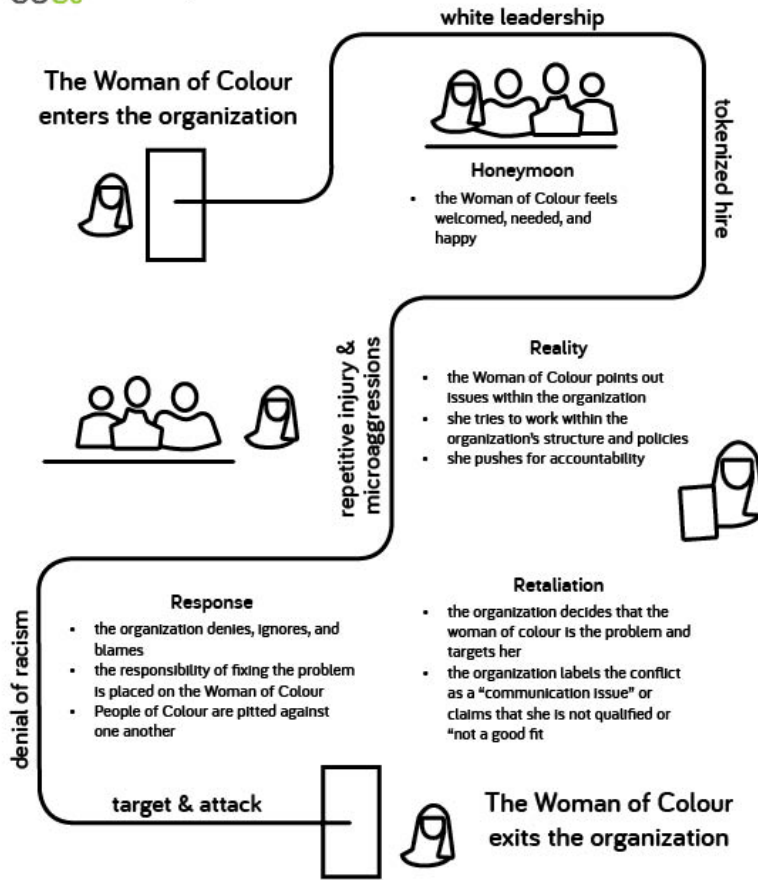 white leadership
The Woman of Colour
enters the organization
tokenized hire
Honeymoon
• the Woman of Colour feels
welcomed, needed, and
happy
repetitive injury &
microaggressions
Reality
• the Woman of Colour points out
issues within the organization
• she tries to work within the
organization's structure and policies
• she pushes for accountability
denial of racism
Response
• the organization denies, ignores, and
blames
• the responsibility of fixing the problem
is placed on the Woman of Colour
• People of Colour are pitted against
one another
Retaliation
• the organization decides that the
woman of colour is the problem and
targets her
• the organization labels the conflict
as a “communication issue” or
claims that she is not qualified or
“not a good fit
target & attack
The Woman of Colour
exits the organization